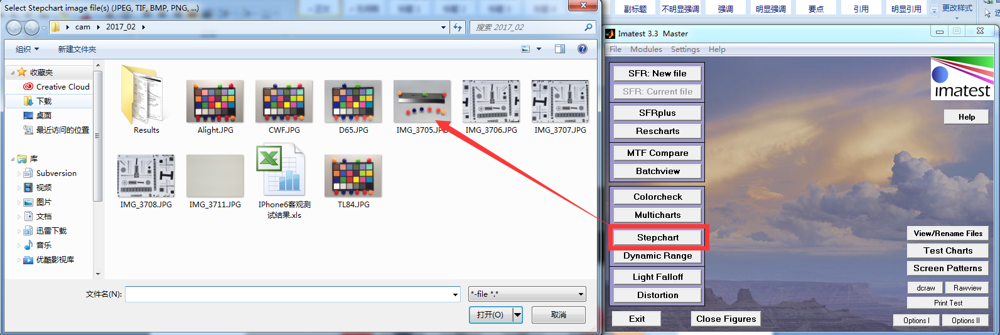 Select Stepchart image file(s) (JPEG, TIF, BMP, PNG, ...)
cam
2017_02
搜索 2017_02
组织
新建文件夹
收藏夹
Creative Cloud
下载
桌面
最近访问的位置
库
Subversion
视频
图片
文档
迅雷下载
音乐
优酷影视库
Results
Alight.JPG
CWF.JPG
D65.JPG
IMG_3705.JPG
IMG_3706.JPG
IMG_3707.JPG
IMG_3708.JPG
IMG_3711.JPG
IPhone6客观测
试结果.xls
TL84.JPG
文件名(N):
*-file *.*
打开(O)
取消
副标题
不明显强调
强调
明显强调
要点
引用
明显引用
更改样式
Imatest 3.3 Master
File Modules Settings Help
SFR: New file
SFR: Current file
SFRplus
Rescharts
MTF Compare
Batchview
Colorcheck
Multicharts
Stepchart
Dynamic Range
Light Falloff
Distortion
Exit
Close Figures
imatest
Help
View/Rename Files
Test Charts
Screen Patterns
dcraw
Rawview
Print Test
Options I
Options II